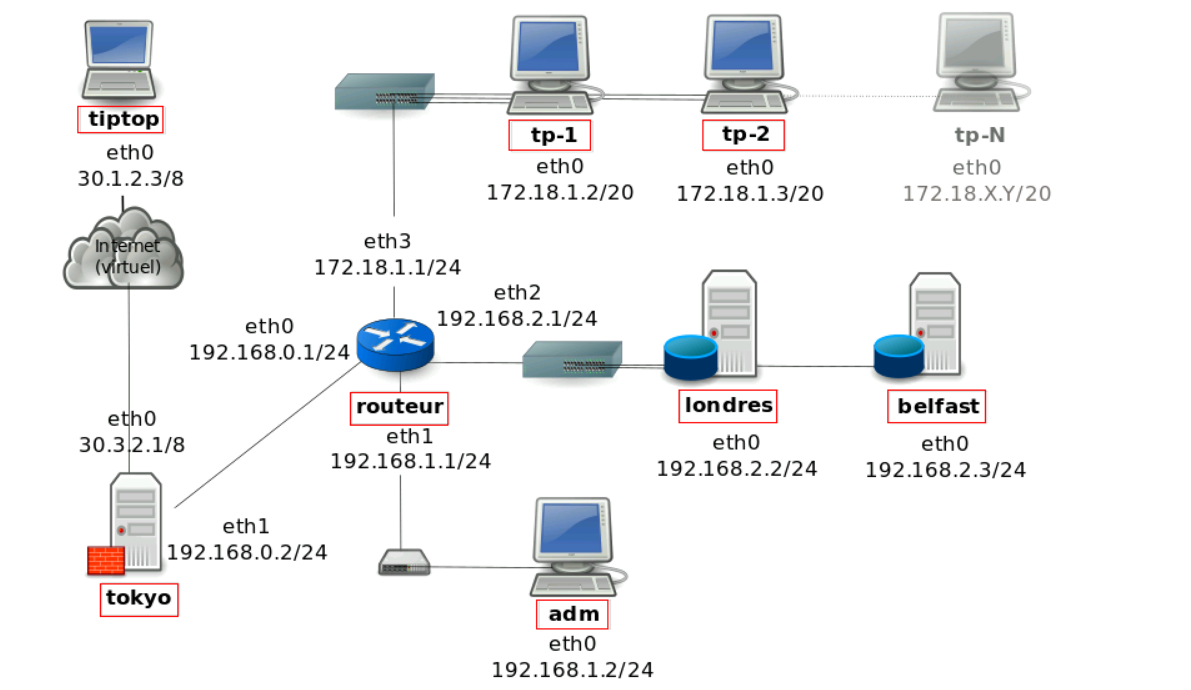 tiptop
eth0
30.1.2.3/8
Internet
(virtuel)
tp-1
eth0
172.18.1.2/20
tp-2
eth0
172.18.1.3/20
tp-N
eth0
172.18.X.Y/20
eth3
172.18.1.1/24
eth2
192.168.2.1/24
eth0
192.168.0.1/24
routeur
eth1
192.168.1.1/24
londres
eth0
192.168.2.2/24
belfast
eth0
192.168.2.3/24
eth0
30.3.2.1/8
eth1
192.168.0.2/24
tokyo
adm
eth0
192.168.1.2/24